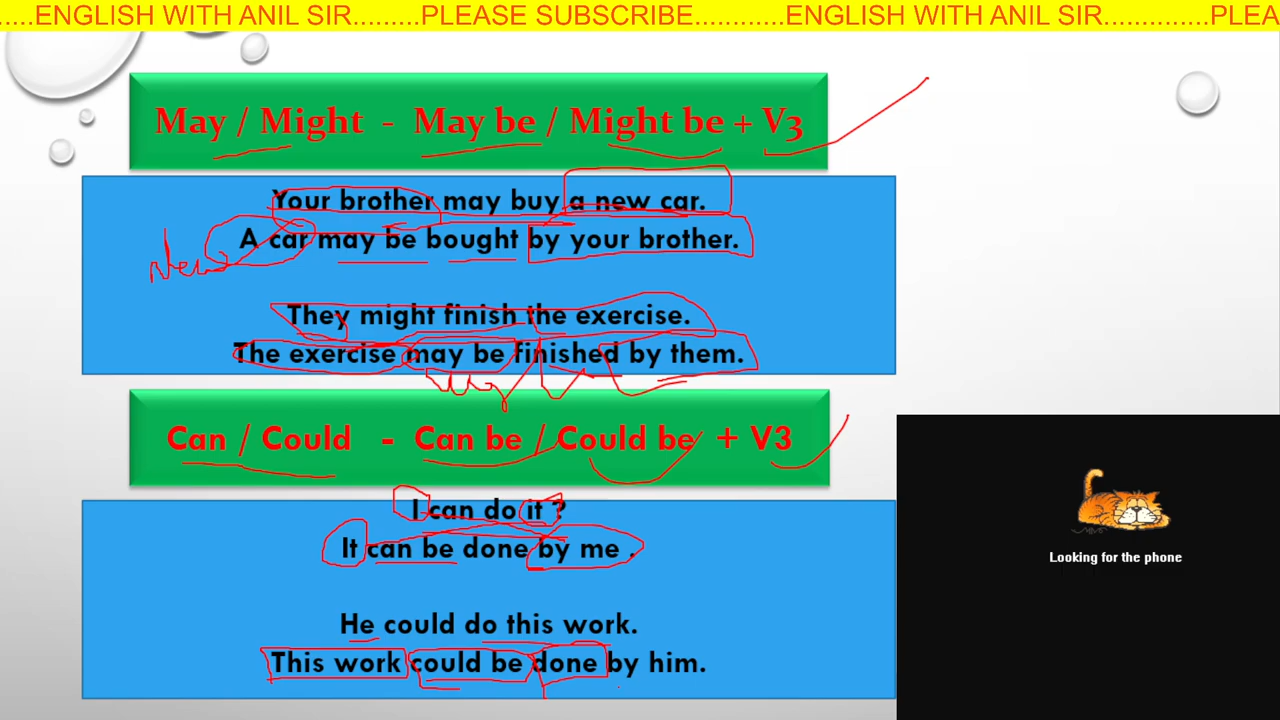 .....ENGLISH WITH ANIL SIR.........PLEASE SUBSCRIBE............ENGLISH WITH ANIL SIR..............PLEA
May / Might - May be / Might be + V3
Your brother may buy a new car.
A car may be bought by your brother.
New
They might finish the exercise.
The exercise may be finished by them.
Can / Could - Can be / Could be + V3
I can do it ?
It can be done by me .
Looking for the phone
He could do this work.
This work could be done by him.